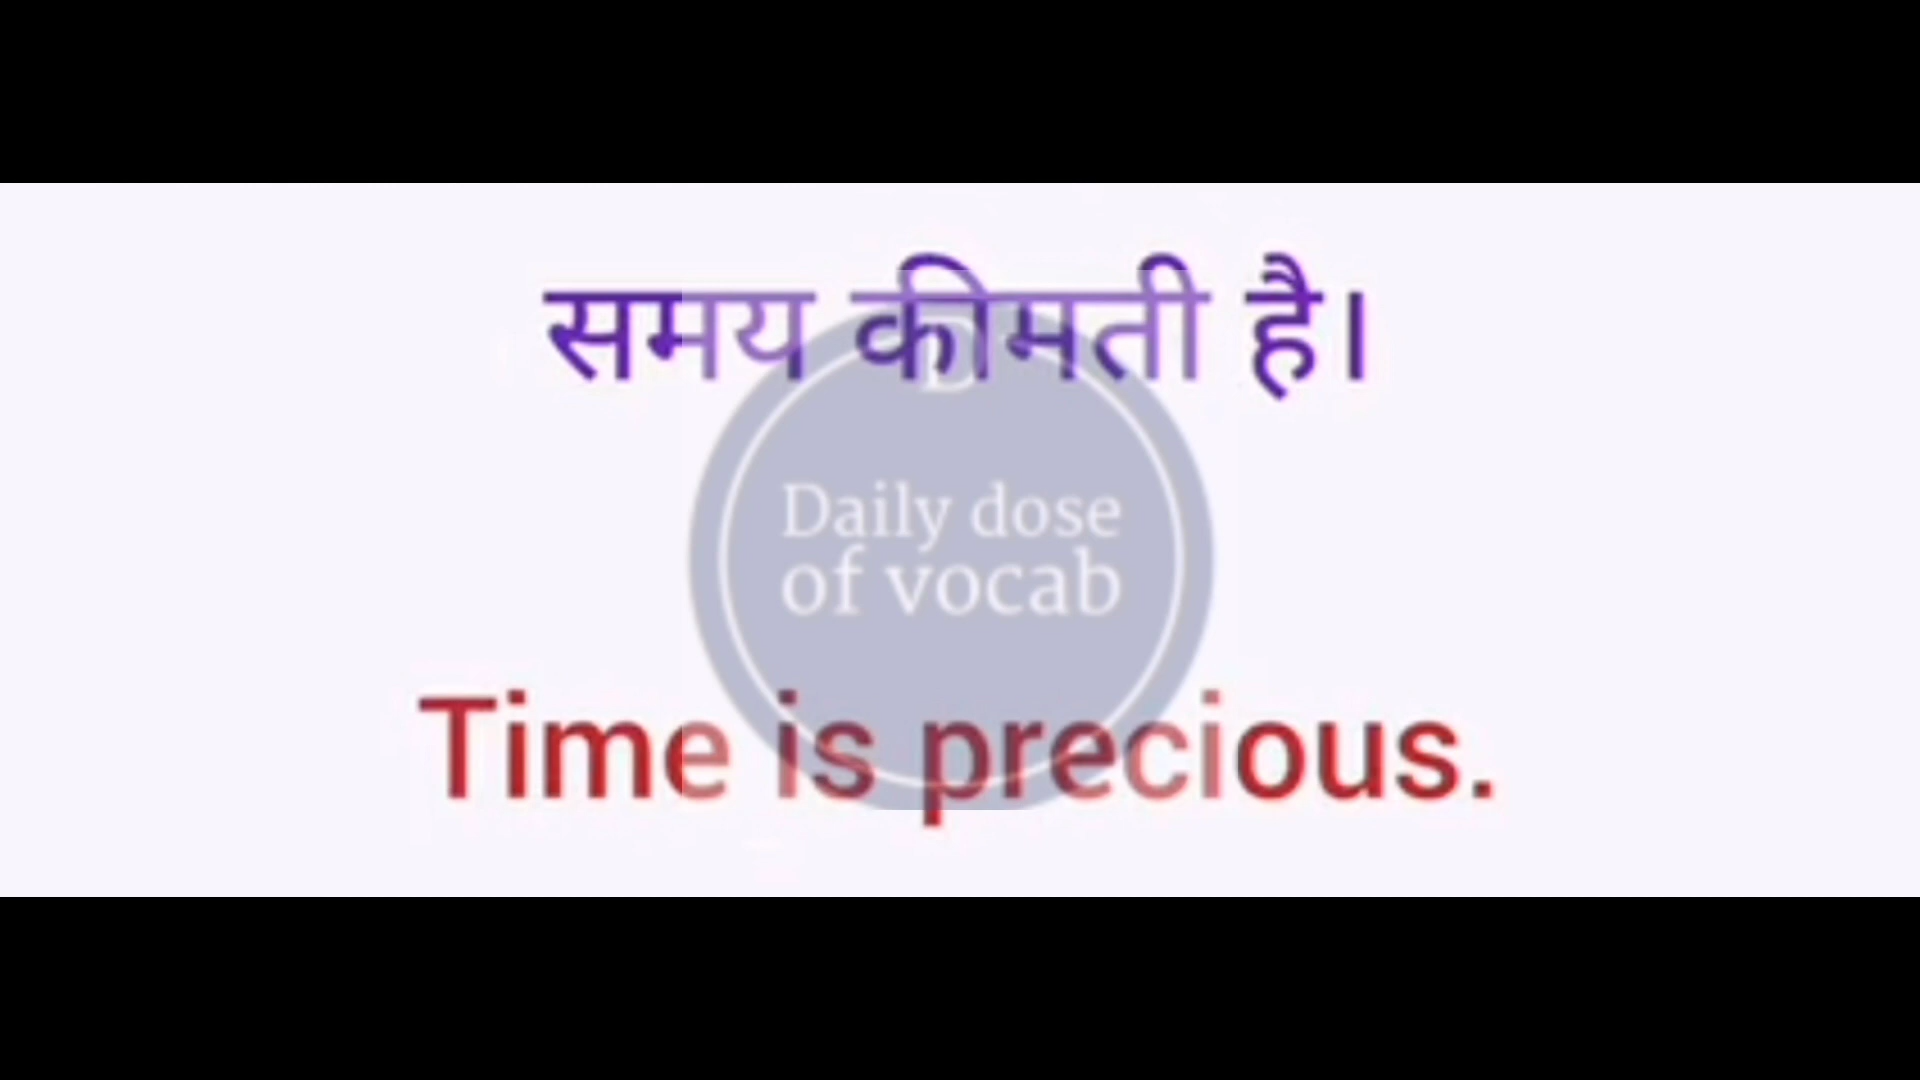 समय कीमती है।
D
Daily dose
of vocab
Time is precious.